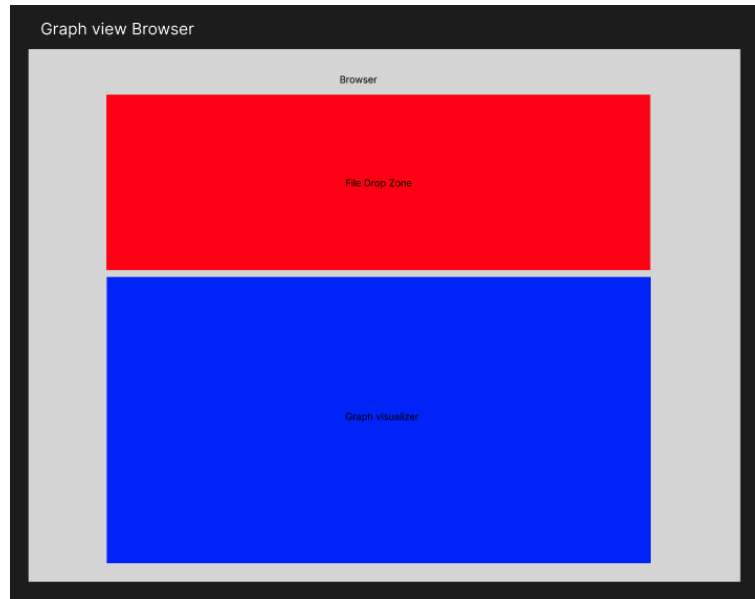 Graph view Browser
Browser
File Drop Zone
Graph visualizer